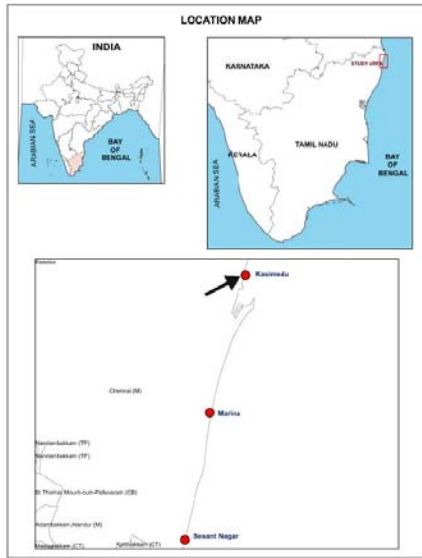 LOCATION MAP
INDIA
ARABIAN SEA
BAY
OF
BENGAL
KARNATAKA
STUDY AREA
KERALA
TAMIL NADU
ARABIAN SEA
BAY
OF
BENGAL
Kasimedu
Chennai (M)
Marina
Nandambakkam (TP)
Nandambakkam (TP)
St Thomas Mount-cum-Pallavaram (CB)
Sesant Nagar